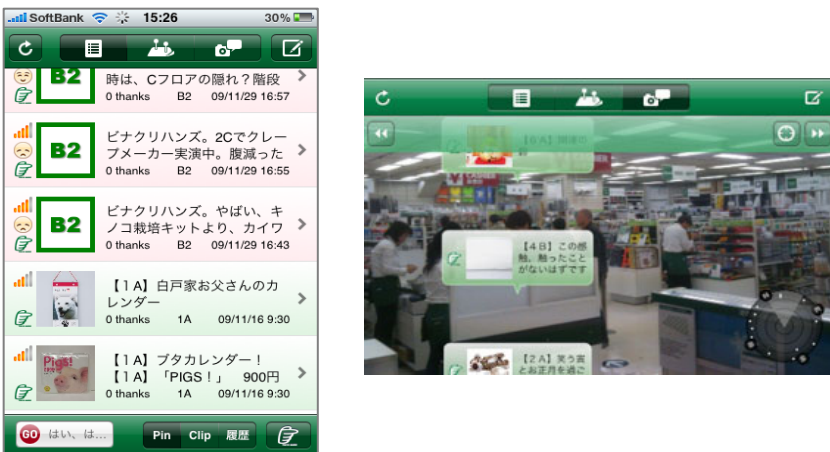 SoftBank 15:26 30%
B2
時は、Cフロアの隠れ？階段
0 thanks B2 09/11/29 16:57
B2
ビナクリハンズ。2Cでクレー
プメーカー実演中。腹減った
0 thanks B2 09/11/29 16:55
B2
ビナクリハンズ。やばい、キ
ノコ栽培キットより、カイワ
0 thanks B2 09/11/29 16:43
【１A】白戸家お父さんのカ
レンダー
0 thanks 1A 09/11/16 9:30
Pigs!
【１A】ブタカレンダー！
【１A】「PIGS！」 900円
0 thanks 1A 09/11/16 9:30
GO はい、は...
Pin Clip 履歴
【4B】この感
触、触ったこと
がないはずです
【2A】笑う門
とお正月を過ご